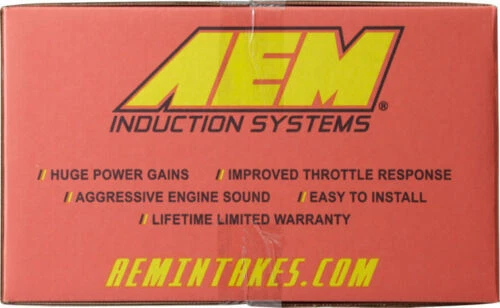 AEM®
INDUCTION SYSTEMS
// HUGE POWER GAINS // IMPROVED THROTTLE RESPONSE
// AGGRESSIVE ENGINE SOUND // EASY TO INSTALL
// LIFETIME LIMITED WARRANTY
AEMINTAKES.COM